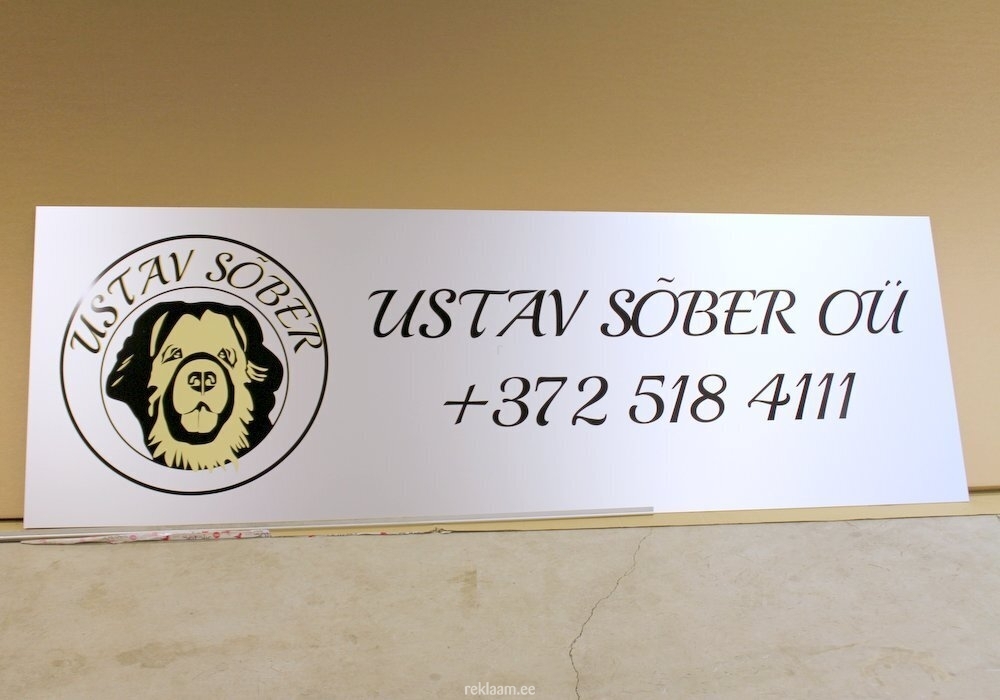 USTAV SÕBER
USTAV SÕBER OÜ
+372 518 4111
reklaam.ee